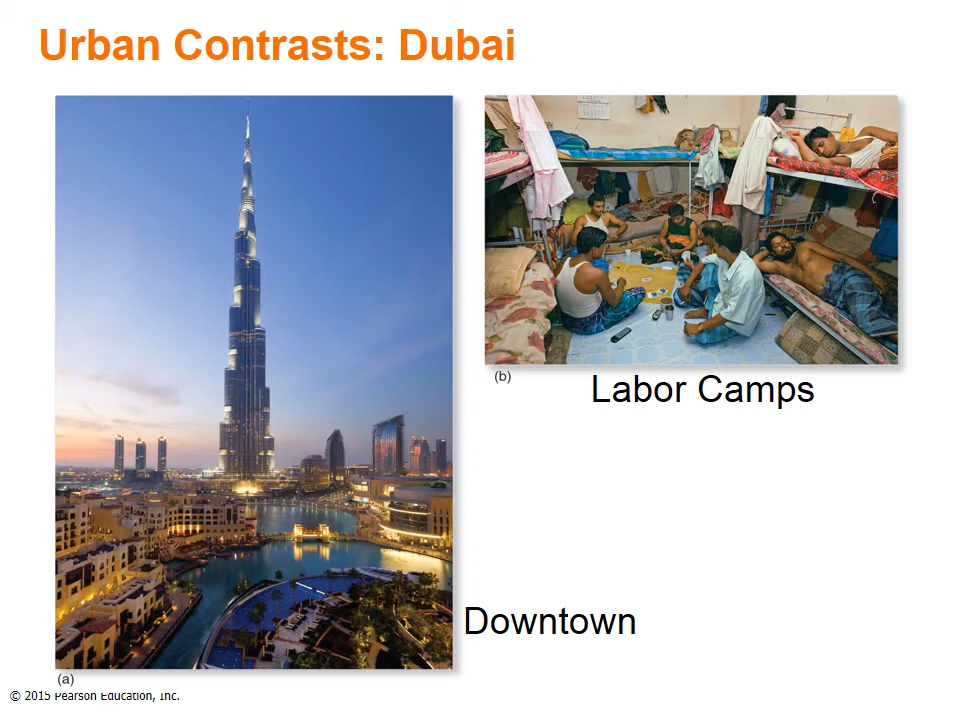 Urban Contrasts: Dubai
(b)
Labor Camps
Downtown
(a)
© 2015 Pearson Education, Inc.